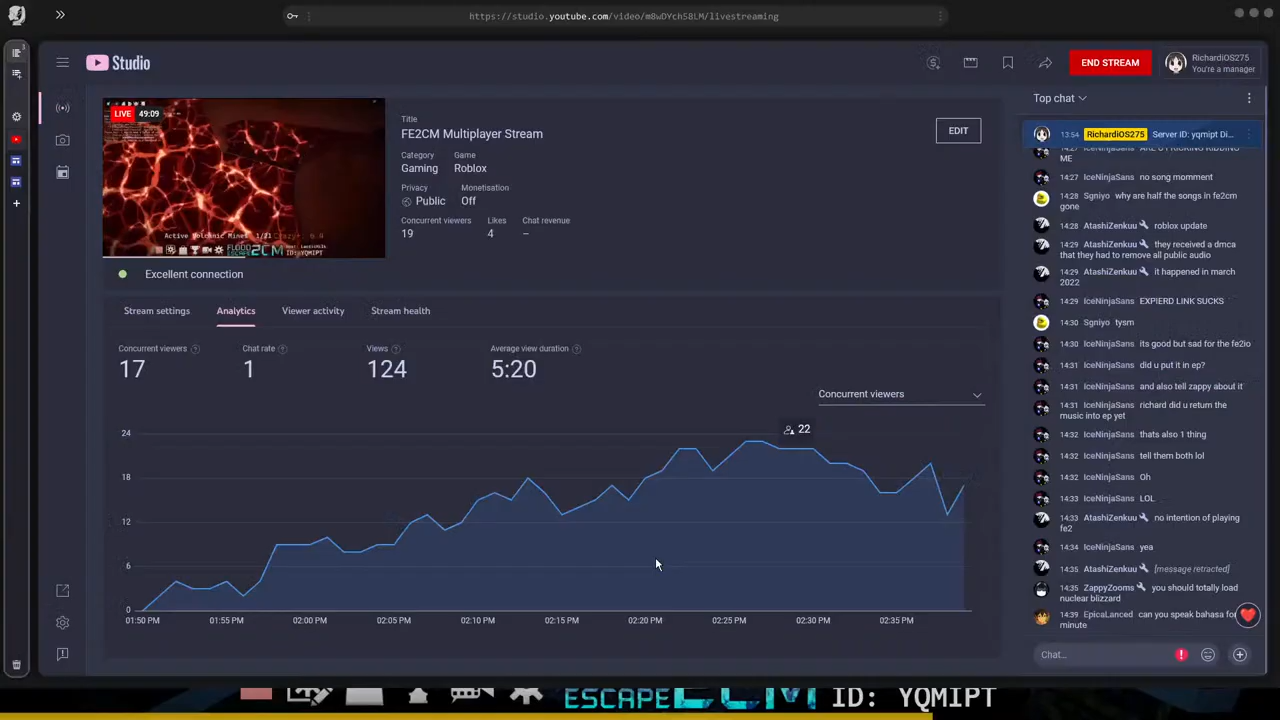 https://studio.youtube.com/video/m8wDYch58LM/livestreaming
Studio
END STREAM
RichardiOS275
You're a manager
LIVE 49:09
Active Volcanic Mines
ID:YQMIPT
Title
FE2CM Multiplayer Stream
EDIT
Category
Game
Gaming
Roblox
Privacy
Monetisation
Public
Off
Concurrent viewers
Likes
Chat revenue
19
4
–
Excellent connection
Stream settings
Analytics
Viewer activity
Stream health
Concurrent viewers
Chat rate
Views
Average view duration
17
1
124
5:20
Concurrent viewers
22
24
18
12
6
0
01:50 PM
01:55 PM
02:00 PM
02:05 PM
02:10 PM
02:15 PM
02:20 PM
02:25 PM
02:30 PM
02:35 PM
Top chat
13:54 RichardiOS275 Server ID: yqmipt Di...
ME
14:27 IceNinjaSans no song momment
14:28 Sgniyo why are half the songs in fe2cm
gone
14:28 AtashiZenkuu roblox update
14:29 AtashiZenkuu they received a dmca
that they had to remove all public audio
14:29 AtashiZenkuu it happened in march
2022
14:29 IceNinjaSans EXPIERD LINK SUCKS
14:30 Sgniyo tysm
14:30 IceNinjaSans its good but sad for the fe2io
14:31 IceNinjaSans did u put it in ep?
14:31 IceNinjaSans and also tell zappy about it
14:31 IceNinjaSans richard did u return the
music into ep yet
14:32 IceNinjaSans thats also 1 thing
14:32 IceNinjaSans tell them both lol
14:32 IceNinjaSans Oh
14:33 IceNinjaSans LOL
14:33 AtashiZenkuu no intention of playing
fe2
14:34 IceNinjaSans yea
14:35 AtashiZenkuu [message retracted]
14:35 ZappyZooms you should totally load
nuclear blizzard
14:39 EpicaLanced can you speak bahasa for
minute
Chat...
ESCAPE 2CM ID: YQMIPT